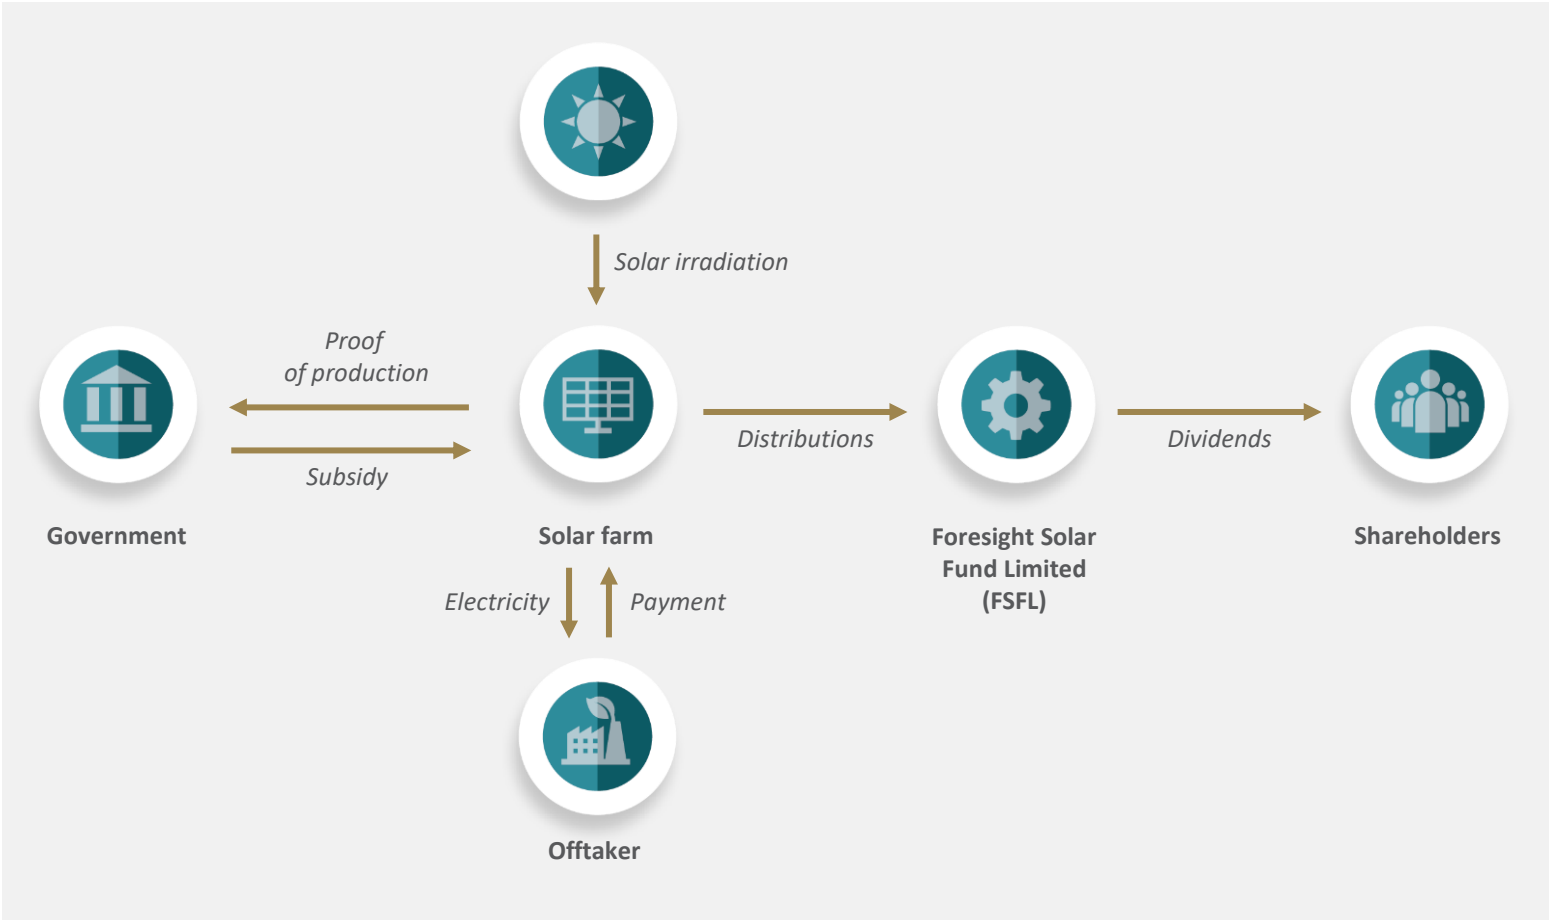 Solar irradiation
Proof
of production
Subsidy
Distributions
Dividends
Government
Solar farm
Foresight Solar
Fund Limited
(FSFL)
Shareholders
Electricity
Payment
Offtaker